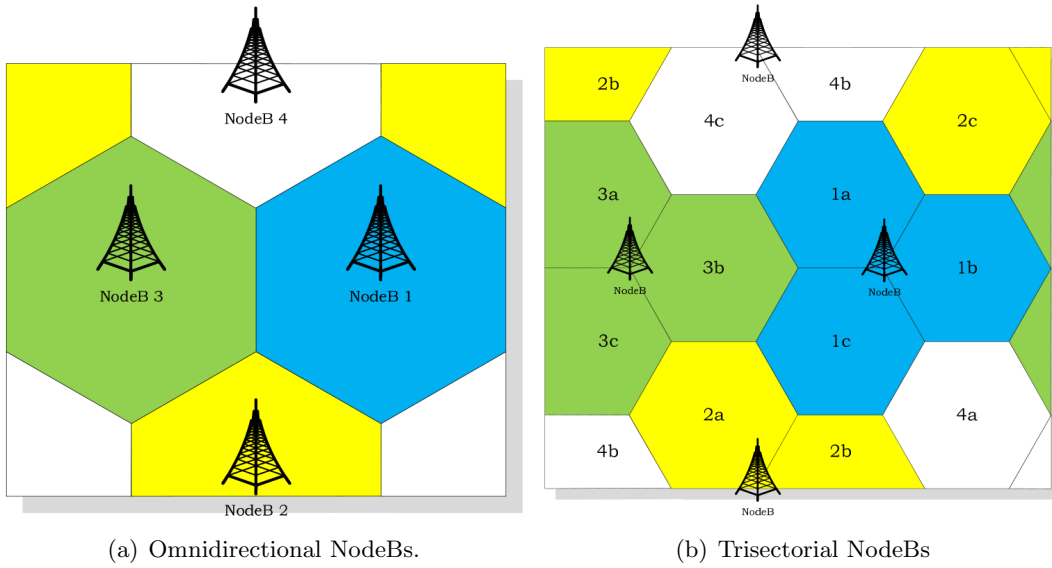 NodeB 4
NodeB 3
NodeB 1
NodeB 2
(a) Omnidirectional NodeBs.
NodeB
2b
4b
4c
2c
3a
1a
3b
1b
NodeB
NodeB
3c
1c
2a
4a
4b
2b
NodeB
(b) Trisectorial NodeBs